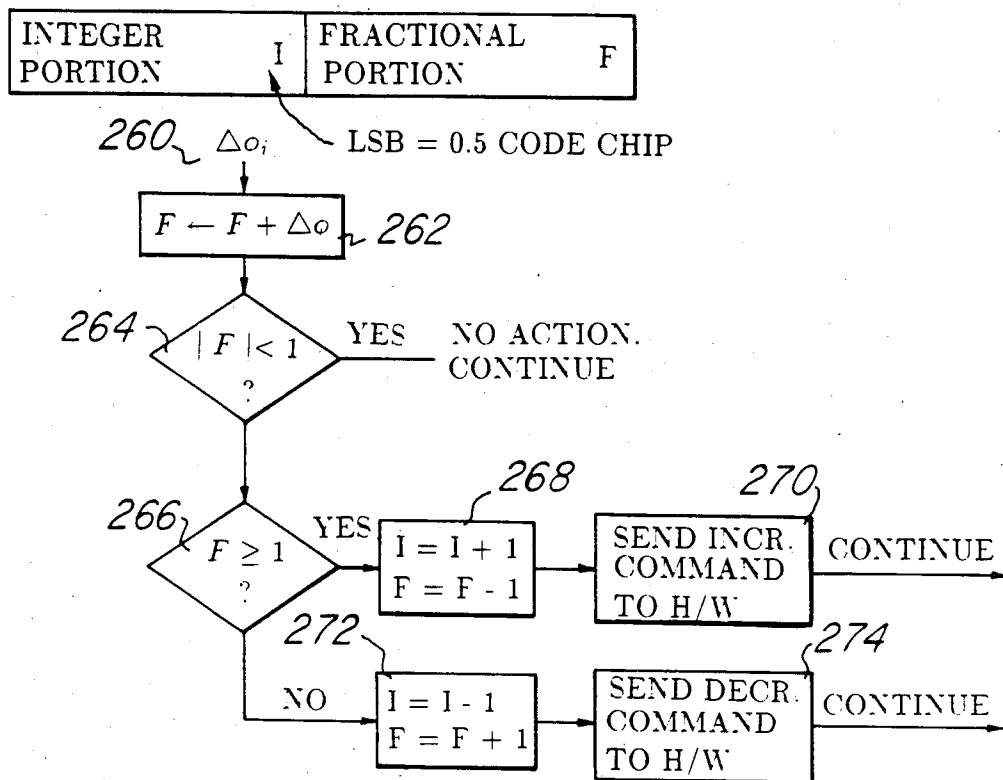 INTEGER PORTION I
FRACTIONAL PORTION F
LSB = 0.5 CODE CHIP
260 △o_i
F ← F + △o
262
264
| F | < 1 ?
YES
NO ACTION.
CONTINUE
266
F ≥ 1 ?
YES
268
I = I + 1
F = F - 1
270
SEND INCR.
COMMAND
TO H/W
CONTINUE
NO
272
I = I - 1
F = F + 1
274
SEND DECR.
COMMAND
TO H/W
CONTINUE